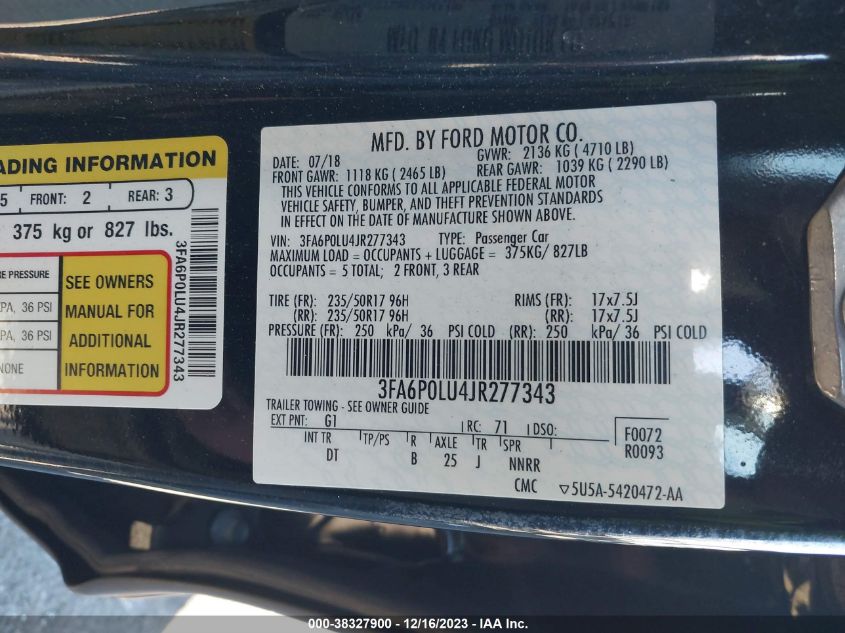 MFD. BY FORD MOTOR CO.
DATE: 07/18 GVWR: 2136 KG ( 4710 LB)
FRONT GAWR: 1118 KG ( 2465 LB) REAR GAWR: 1039 KG ( 2290 LB)
THIS VEHICLE CONFORMS TO ALL APPLICABLE FEDERAL MOTOR
VEHICLE SAFETY, BUMPER, AND THEFT PREVENTION STANDARDS
IN EFFECT ON THE DATE OF MANUFACTURE SHOWN ABOVE.
VIN: 3FA6P0LU4JR277343 TYPE: Passenger Car
MAXIMUM LOAD = OCCUPANTS + LUGGAGE = 375KG/ 827LB
OCCUPANTS = 5 TOTAL; 2 FRONT, 3 REAR
TIRE (FR): 235/50R17 96H RIMS (FR): 17x7.5J
(RR): 235/50R17 96H (RR): 17x7.5J
PRESSURE (FR): 250 kPa/ 36 PSI COLD (RR): 250 kPa/ 36 PSI COLD
3FA6P0LU4JR277343
TRAILER TOWING - SEE OWNER GUIDE
EXT PNT: G1 RC: 71 DSO: F0072
R0093
INT TR TP/PS R AXLE TR SPR
DT B 25 J NNRR
CMC ▽5U5A-5420472-AA
ADING INFORMATION
5 FRONT: 2 REAR: 3
375 kg or 827 lbs.
RE PRESSURE
PA, 36 PSI
PA, 36 PSI
NONE
SEE OWNERS
MANUAL FOR
ADDITIONAL
INFORMATION
3FA6P0LU4JR277343
000-38327900 - 12/16/2023 - IAA Inc.